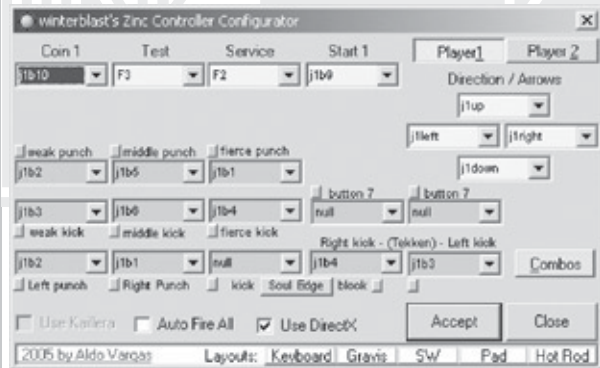 winterblast's Zinc Controller Configurator
Coin 1 Test Service Start 1 Player1 Player 2
j1b10 F3 F2 j1b9 Direction / Arrows
j1up
j1left j1right
weak punch middle punch fierce punch
j1b2 j1b5 j1b1 j1down
button 7 button 7
j1b3 j1b6 j1b4 null null
weak kick middle kick fierce kick
Right kick - (Tekken) - Left kick
j1b2 j1b1 null j1b4 j1b3 Combos
Left punch Right Punch kick Soul Edge block
Use Kaillera Auto Fire All Use DirectX Accept Close
2005 by Aldo Vargas Layouts: Keyboard Gravis SW Pad Hot Rod